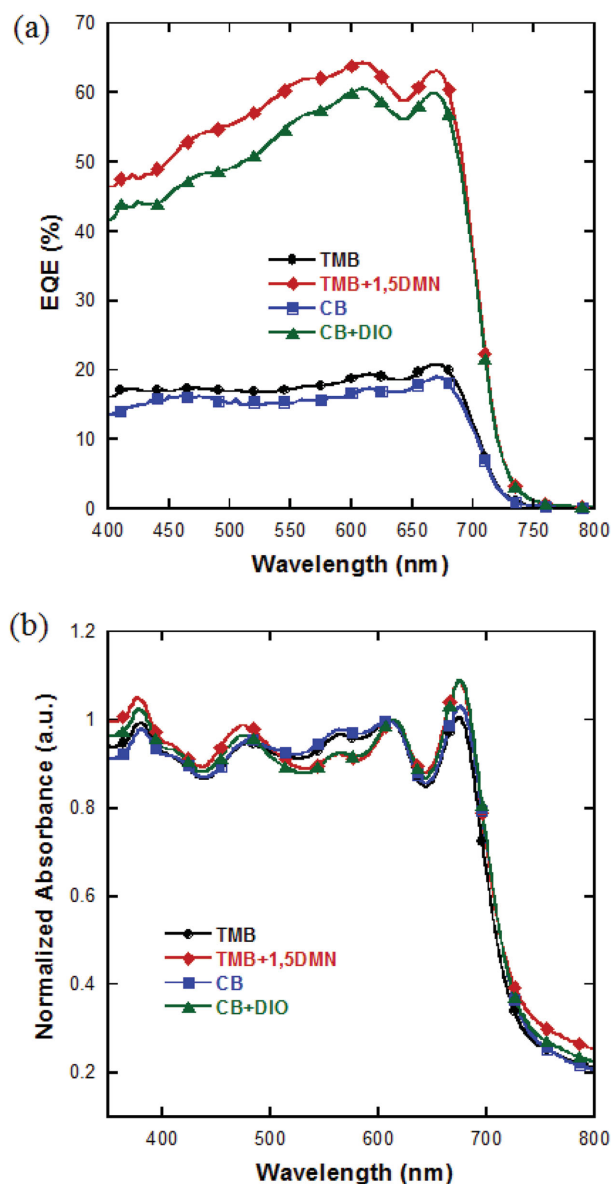 (a)
70
60
50
40
30
20
10
0
EQE (%)
TMB
TMB+1,5DMN
CB
CB+DIO
400 450 500 550 600 650 700 750 800
Wavelength (nm)
(b)
1.2
1
0.8
0.6
0.4
0.2
Normalized Absorbance (a.u.)
TMB
TMB+1,5DMN
CB
CB+DIO
400 500 600 700 800
Wavelength (nm)